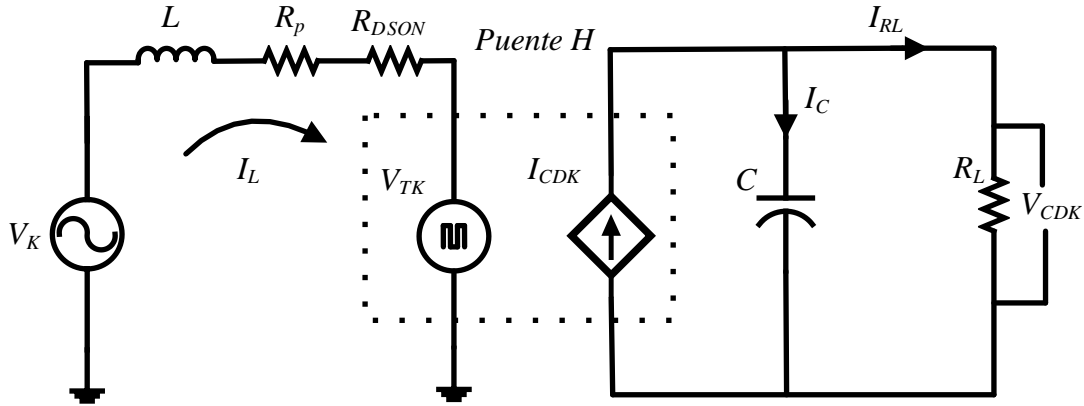 L
R_p
R_DSON
Puente H
I_RL
I_C
I_L
V_TK
I_CDK
C
R_L
V_CDK
V_K